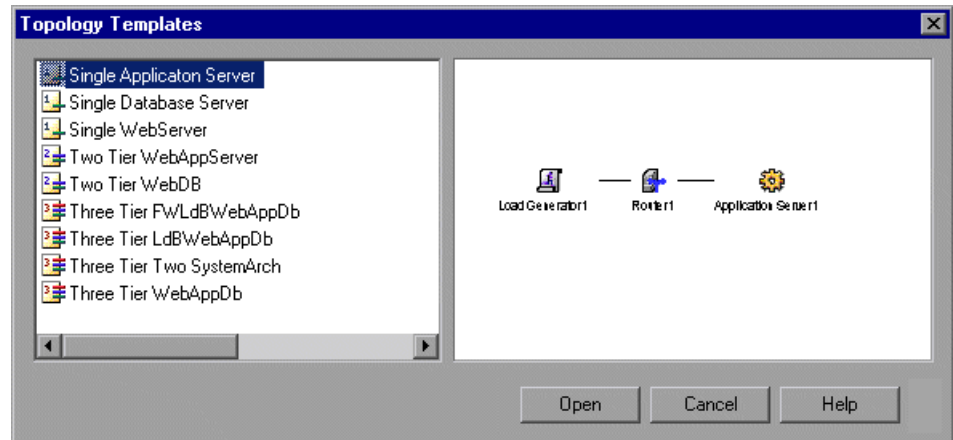 Topology Templates
Single Applicaton Server
Single Database Server
Single WebServer
Two Tier WebAppServer
Two Tier WebDB
Three Tier FWLdBWebAppDb
Three Tier LdBWebAppDb
Three Tier Two SystemArch
Three Tier WebAppDb
Load Generator1 Router1 Application Server1
Open Cancel Help